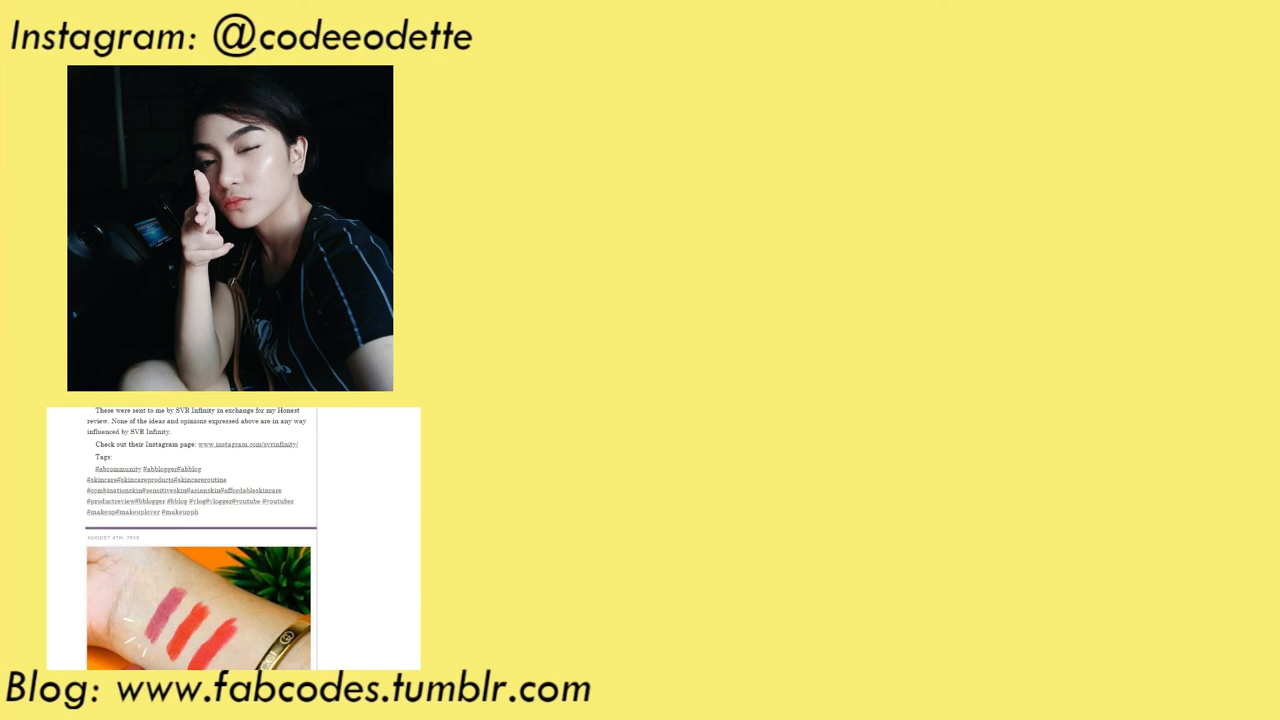 Instagram: @codeeodette
These were sent to me by SVR Infinity in exchange for my Honest
review. None of the ideas and opinions expressed above are in any way
influenced by SVR Infinity.
Check out their Instagram page: www.instagram.com/svrinfinity/
Tags:
#abcommunity #abblogger#abblog
#skincare#skincareproducts#skincareroutine
#combinationskin#sensitiveskin#asianskin#affordableskincare
#productreview#bblogger #bblog #vlog#vlogger#youtube #youtuber
#makeup#makeuplover #makeupph
AUGUST 4TH, 2018
Blog: www.fabcodes.tumblr.com